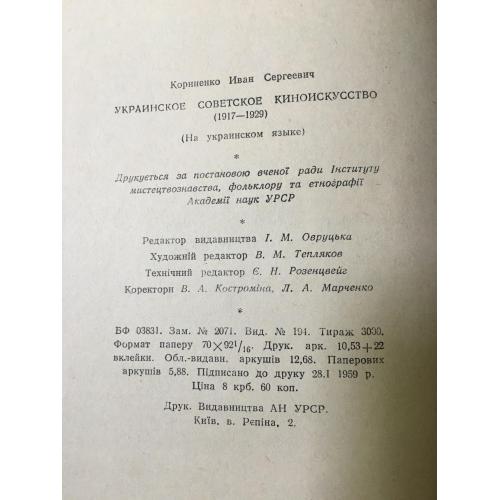 Корниенко Иван Сергеевич
УКРАИНСКОЕ СОВЕТСКОЕ КИНОИСКУССТВО
(1917—1929)
(На украинском языке)
*
Друкується за постановою вченої ради Інституту
мистецтвознавства, фольклору та етнографії
Академії наук УРСР
*
Редактор видавництва І. М. Овруцька
Художній редактор В. М. Тепляков
Технічний редактор Є. Н. Розенцвейг
Коректори В. А. Костроміна, Л. А. Марченко
*
БФ 03831. Зам. № 2071. Вид. № 194. Тираж 3000.
Формат паперу 70×92¹/₁₆. Друк. арк. 10,53+22
вклейки. Обл.-видавн. аркушів 12,68. Паперових
аркушів 5,88. Підписано до друку 28.I 1959 р.
Ціна 8 крб. 60 коп.
Друк. Видавництва АН УРСР.
Київ, в. Рєпіна, 2.